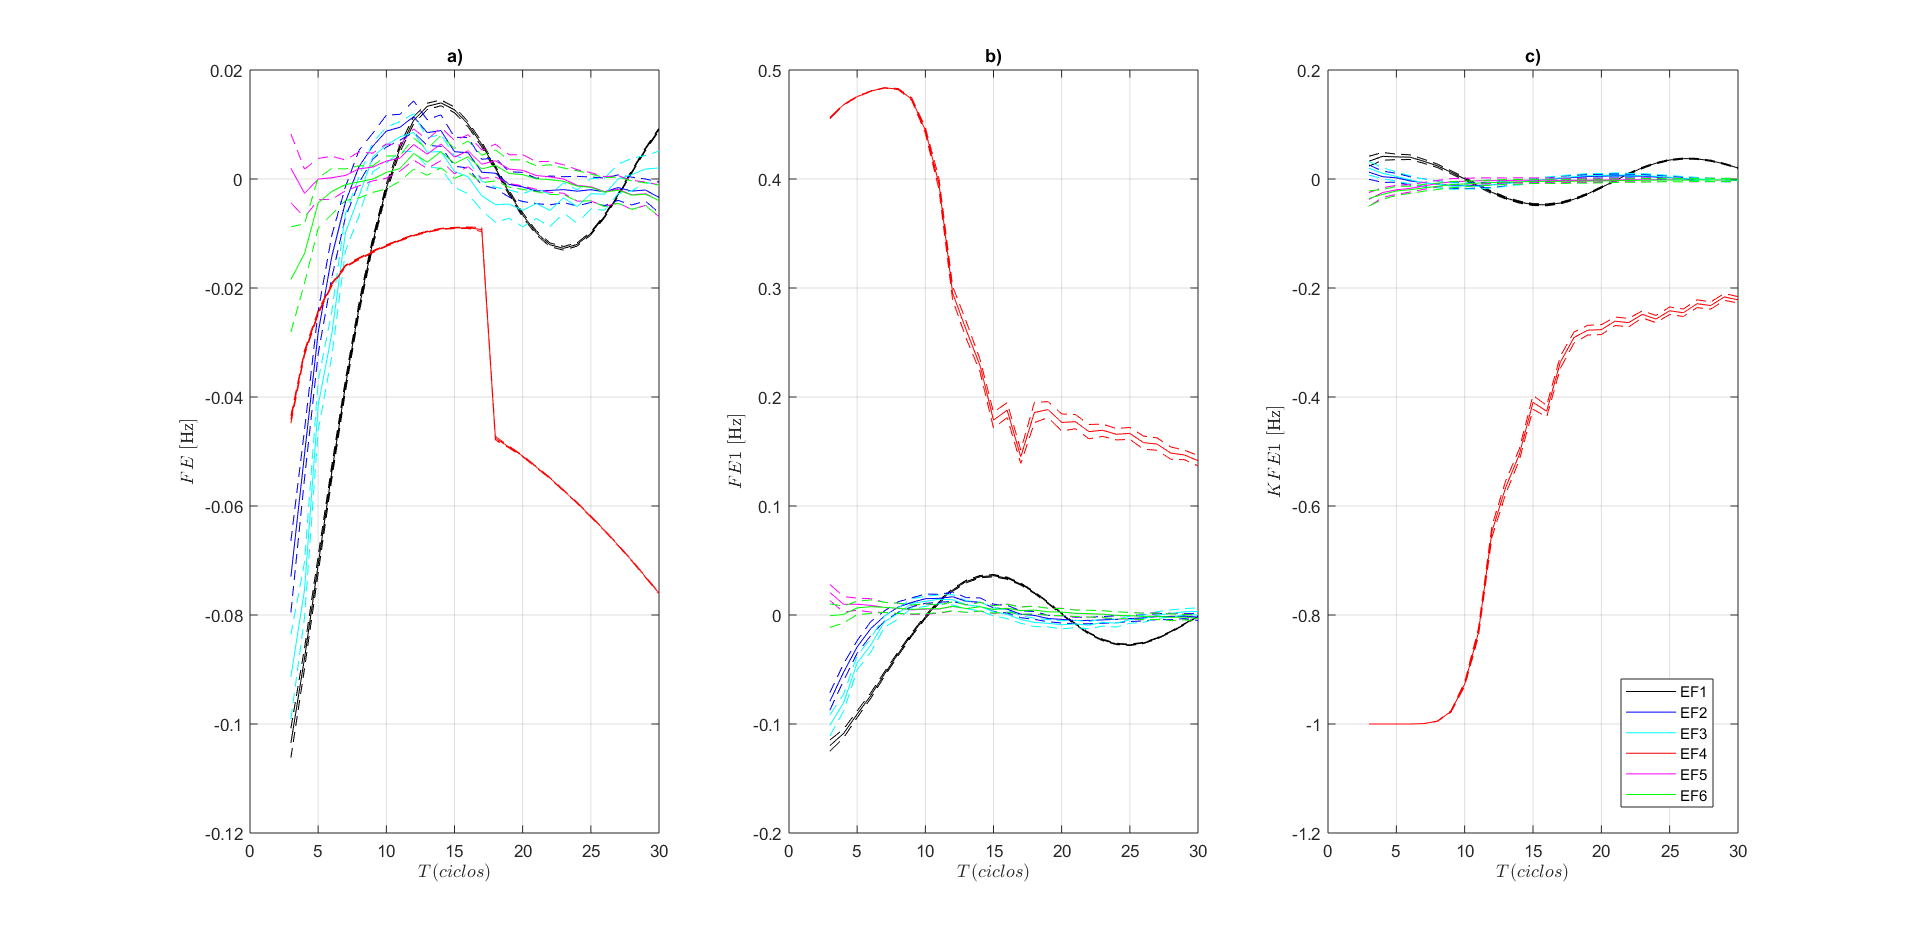 a)
0.02
0
-0.02
-0.04
-0.06
-0.08
-0.1
-0.12
FE [Hz]
0 5 10 15 20 25 30
T(ciclos)
b)
0.5
0.4
0.3
0.2
0.1
0
-0.1
-0.2
FE1 [Hz]
0 5 10 15 20 25 30
T(ciclos)
c)
0.2
0
-0.2
-0.4
-0.6
-0.8
-1
-1.2
KFE1 [Hz]
0 5 10 15 20 25 30
T(ciclos)
EF1
EF2
EF3
EF4
EF5
EF6